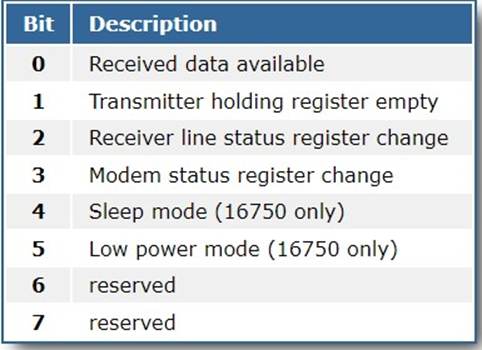 Bit Description
0 Received data available
1 Transmitter holding register empty
2 Receiver line status register change
3 Modem status register change
4 Sleep mode (16750 only)
5 Low power mode (16750 only)
6 reserved
7 reserved